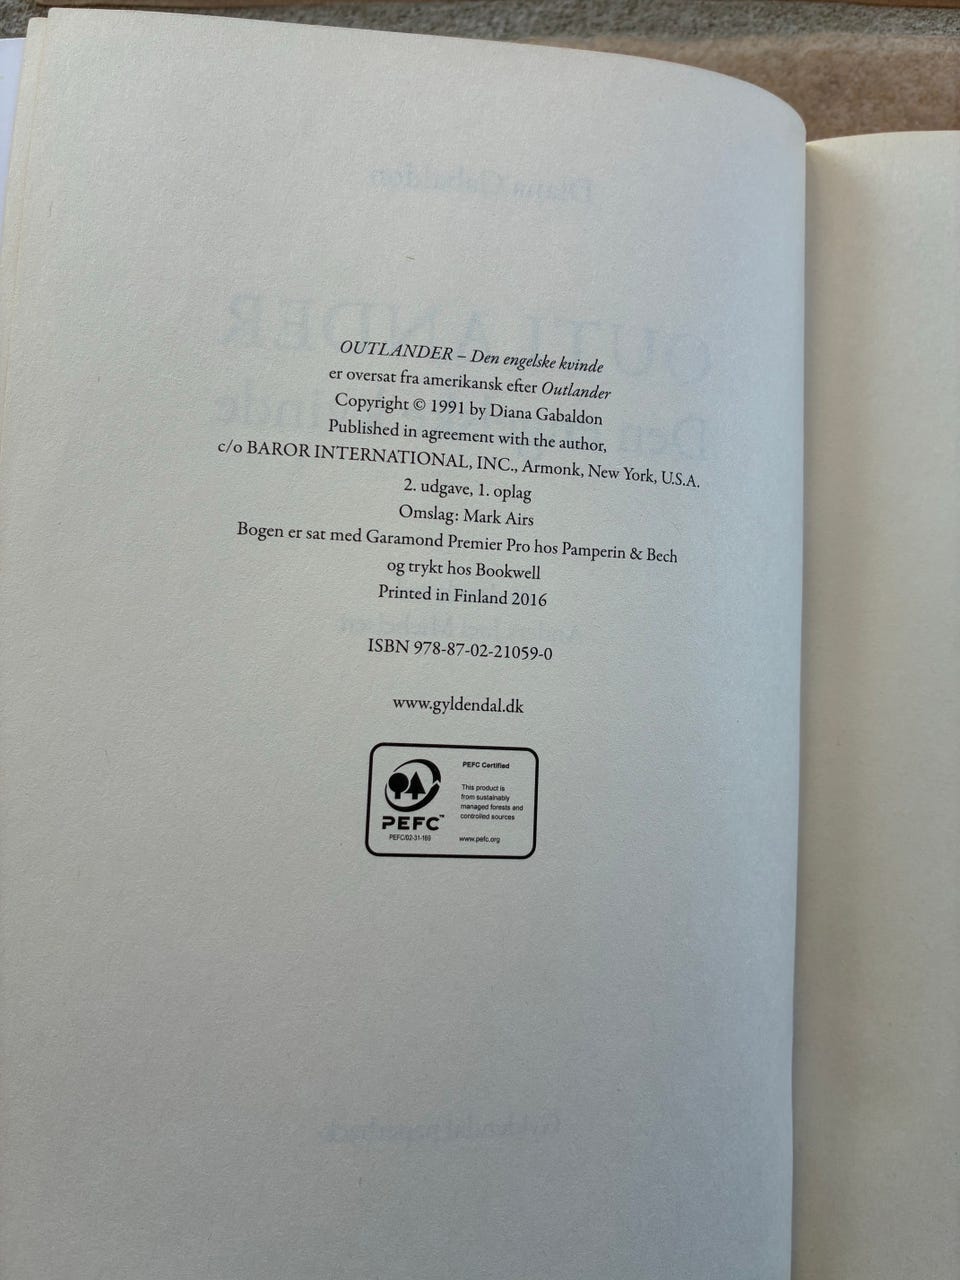 OUTLANDER – Den engelske kvinde
er oversat fra amerikansk efter Outlander
Copyright © 1991 by Diana Gabaldon
Published in agreement with the author,
c/o BAROR INTERNATIONAL, INC., Armonk, New York, U.S.A.
2. udgave, 1. oplag
Omslag: Mark Airs
Bogen er sat med Garamond Premier Pro hos Pamperin & Bech
og trykt hos Bookwell
Printed in Finland 2016
ISBN 978-87-02-21059-0
www.gyldendal.dk
PEFC™
PEFC/02-31-169
PEFC Certified
This product is
from sustainably
managed forests and
controlled sources
www.pefc.org